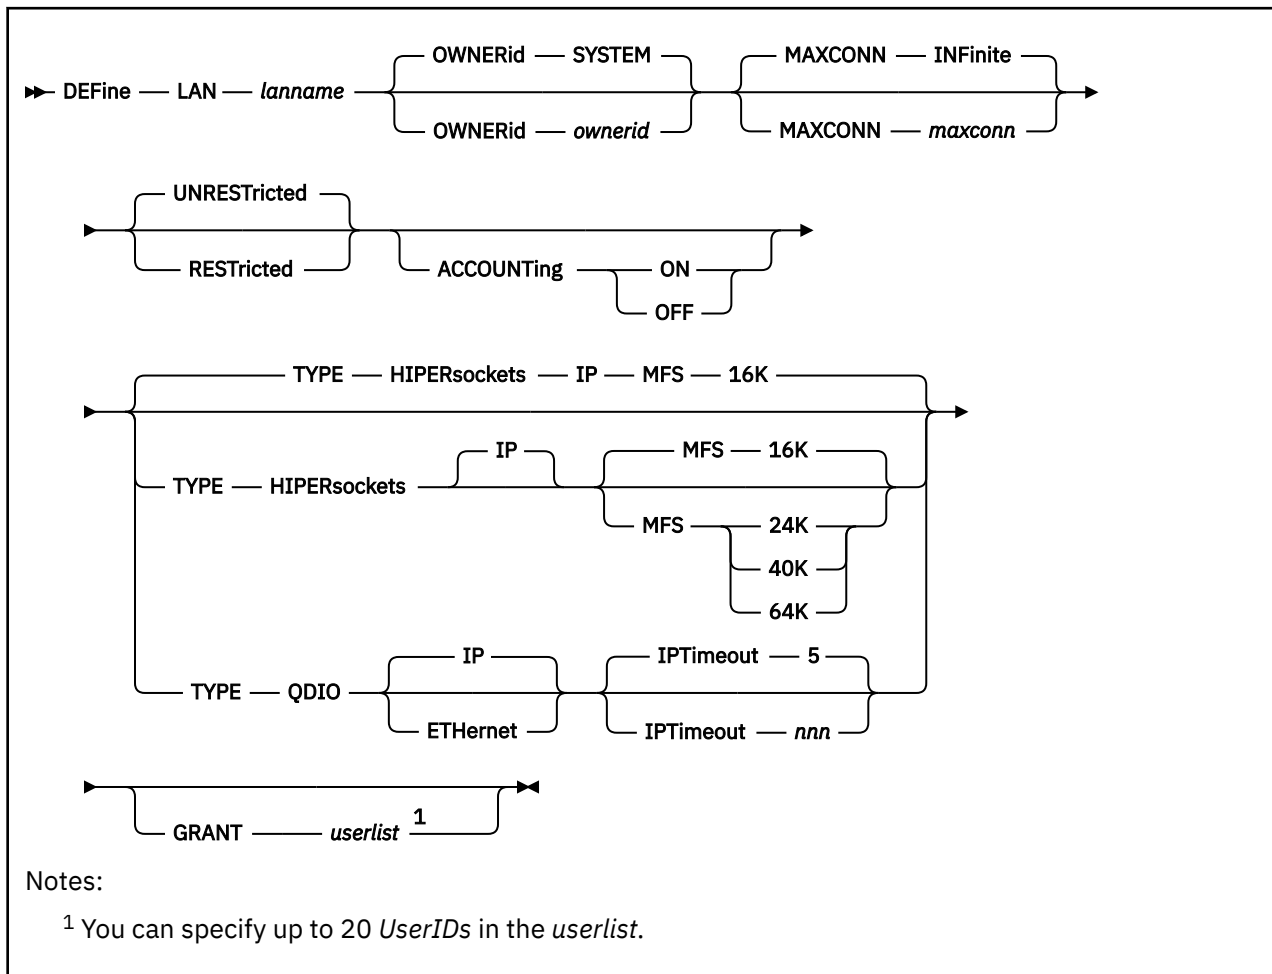 OWNERid SYSTEM MAXCONN INFinite
DEFine LAN lanname
OWNERid ownerid MAXCONN maxconn
UNRESTricted
RESTricted ACCOUNTing ON
OFF
TYPE HIPERsockets IP MFS 16K
IP MFS 16K
TYPE HIPERsockets
MFS 24K
40K
64K
IP IPTimeout 5
TYPE QDIO
ETHernet IPTimeout nnn
GRANT userlist 1
Notes:
1 You can specify up to 20 UserIDs in the userlist.